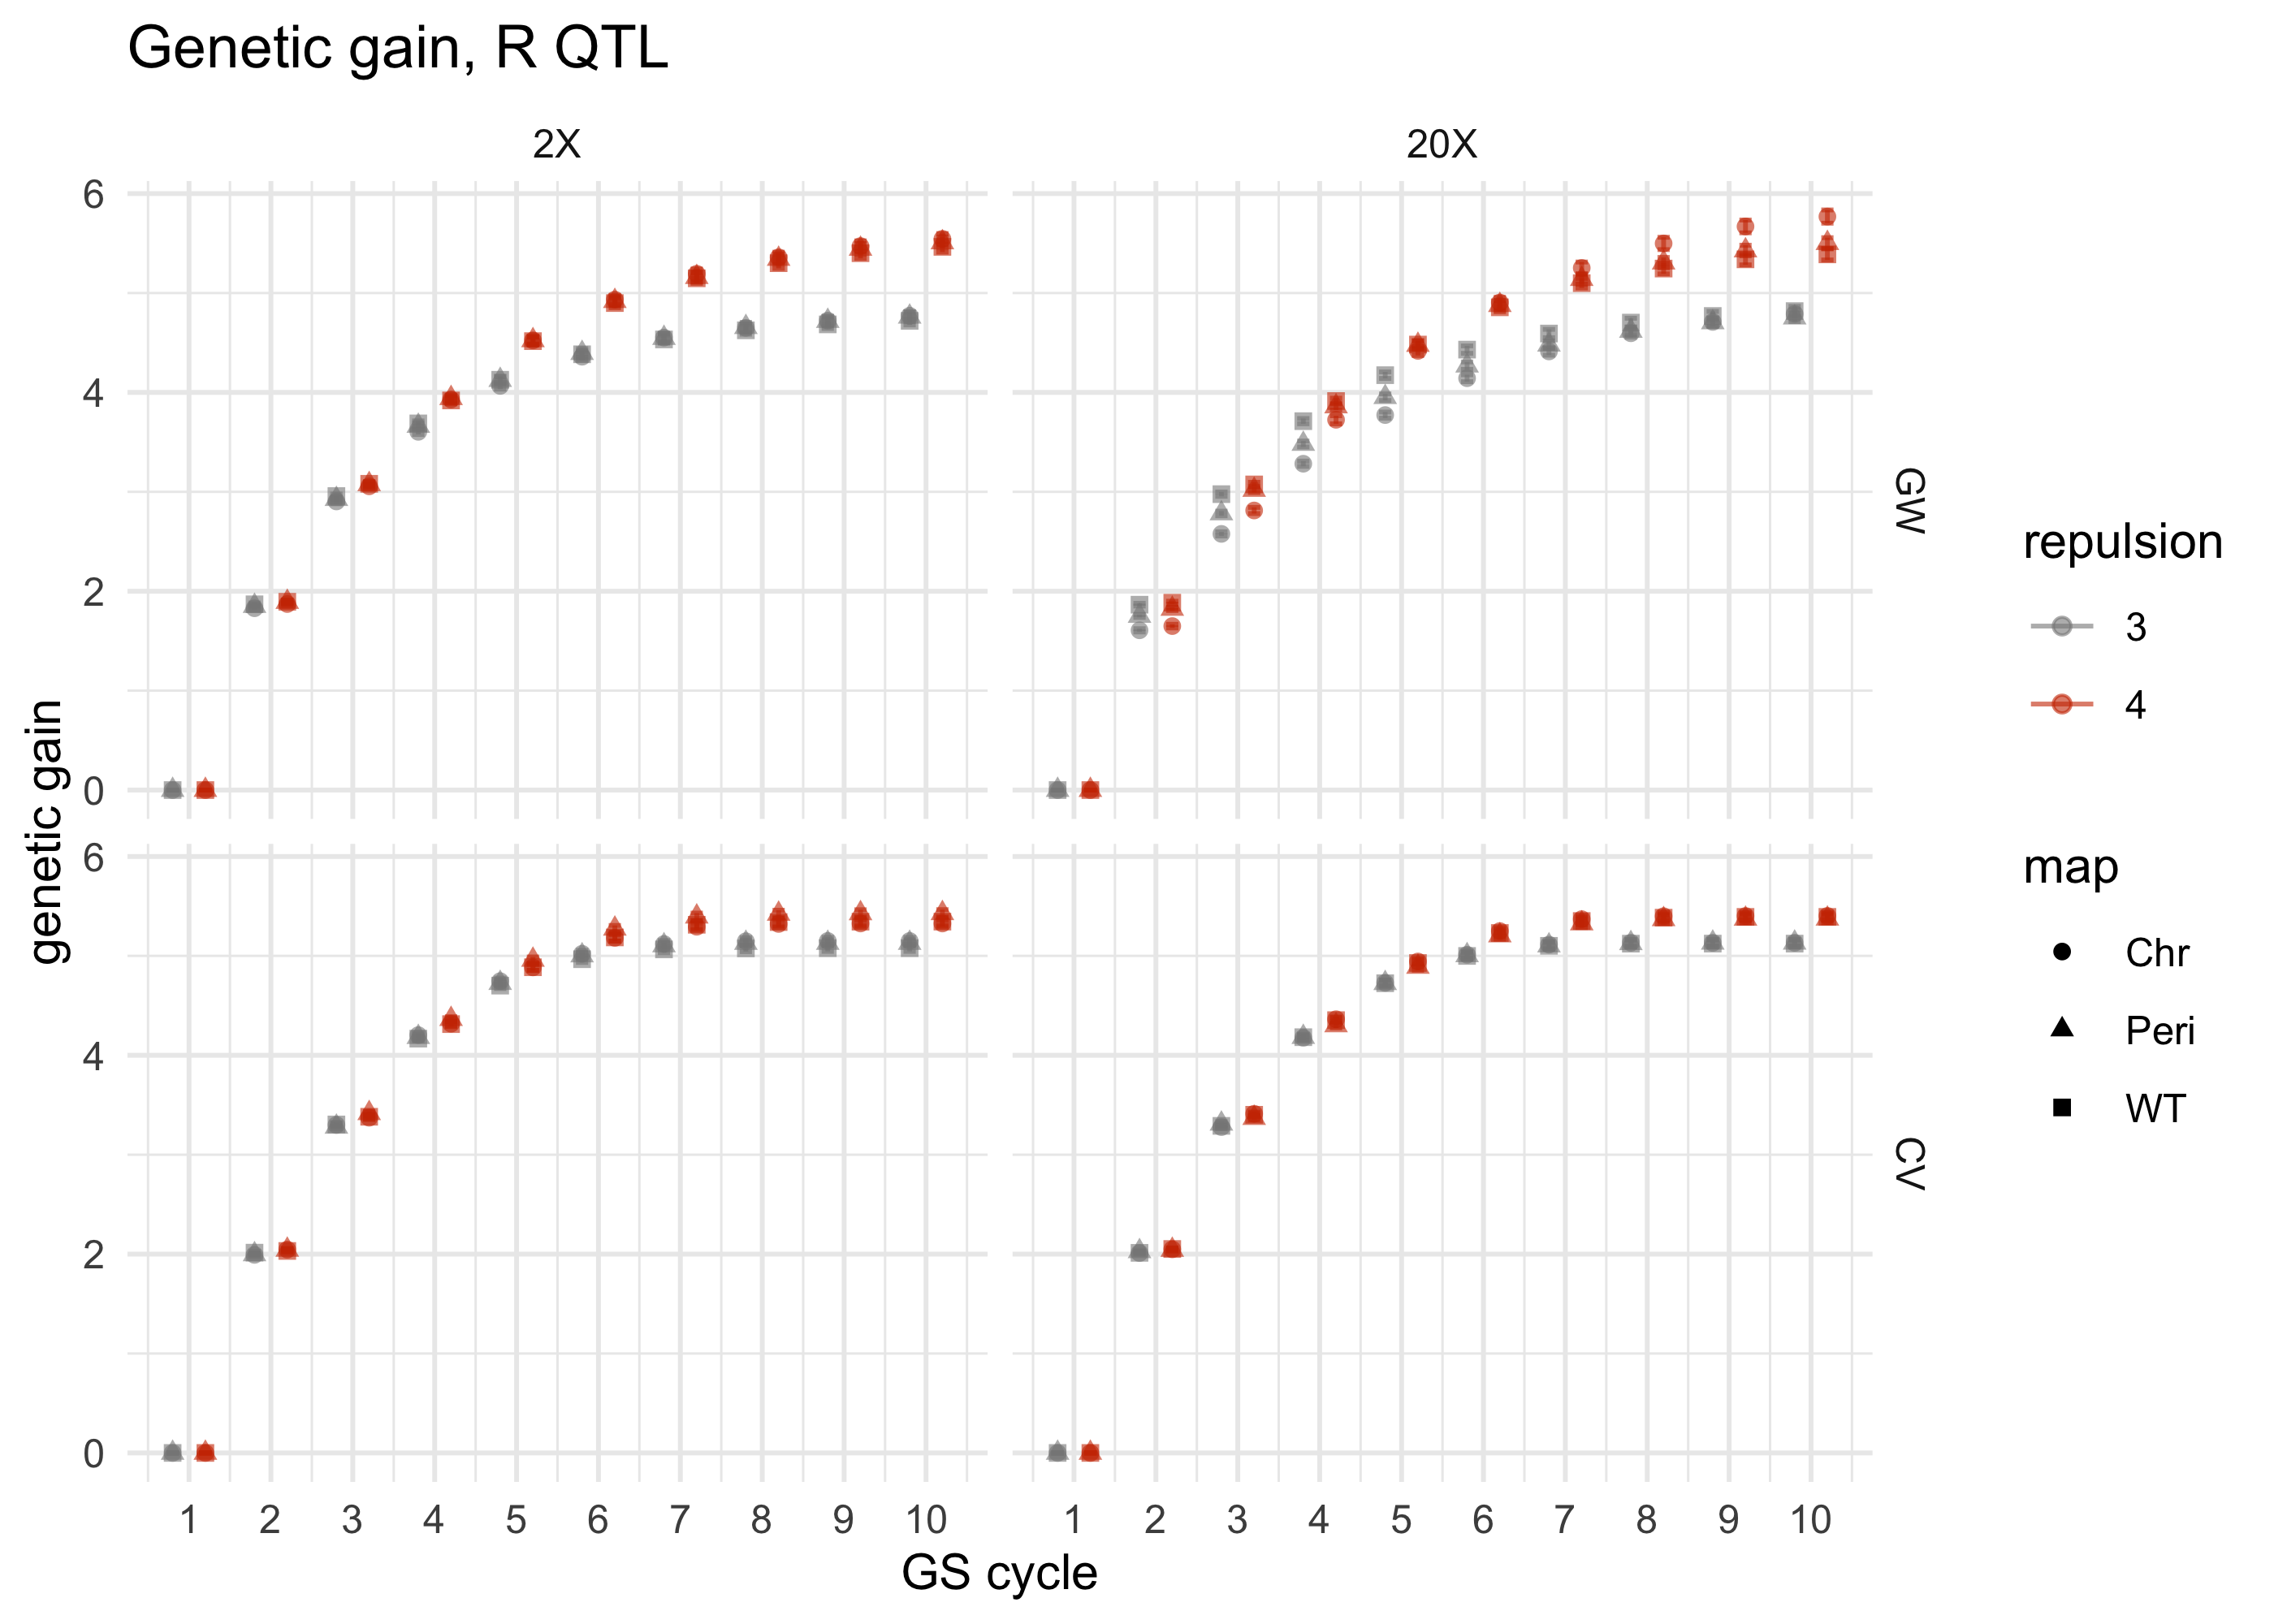 Genetic gain, R QTL
2X
20X
6
4
2
0
GW
6
4
2
0
CV
genetic gain
1 2 3 4 5 6 7 8 9 10
1 2 3 4 5 6 7 8 9 10
GS cycle
repulsion
3
4
map
Chr
Peri
WT